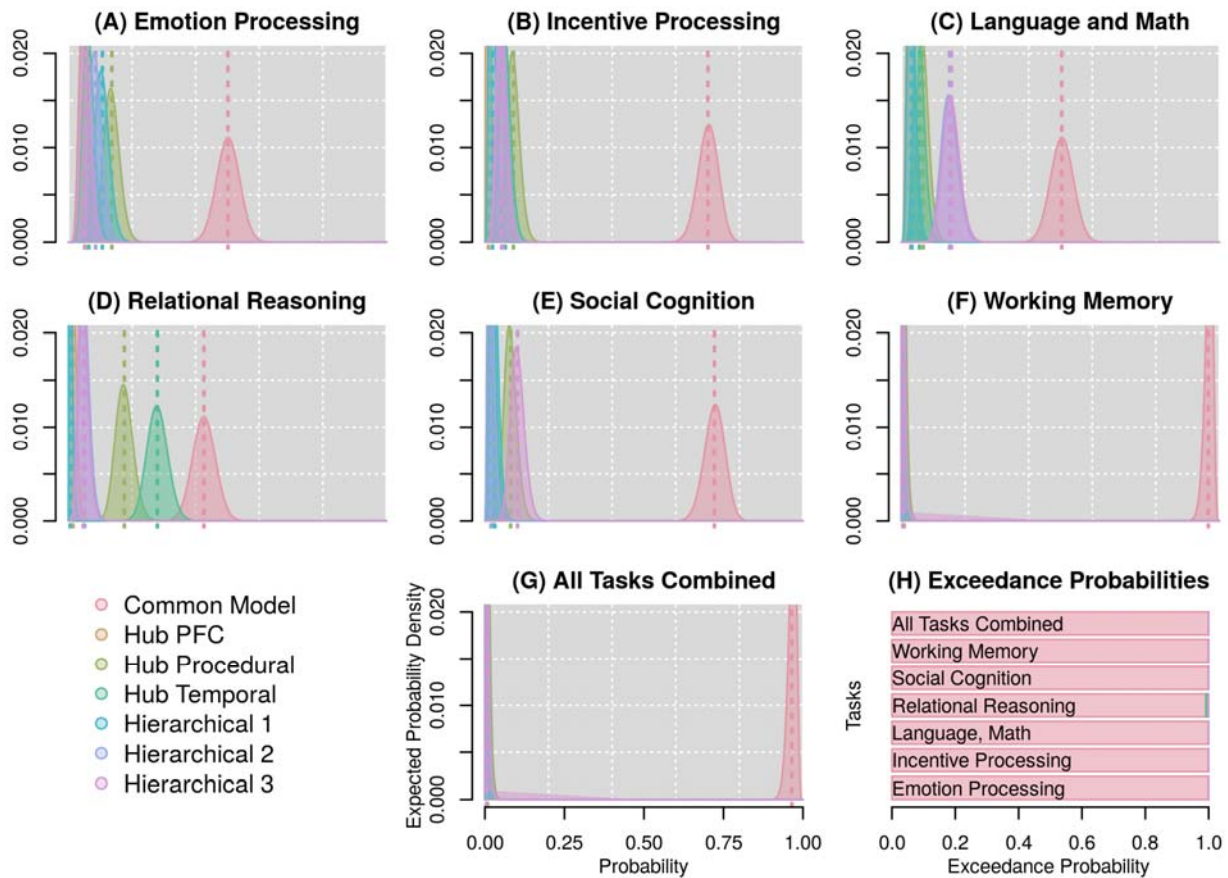 (A) Emotion Processing
(B) Incentive Processing
(C) Language and Math
0.020
0.010
0.000
0.020
0.010
0.000
0.020
0.010
0.000
(D) Relational Reasoning
(E) Social Cognition
(F) Working Memory
0.020
0.010
0.000
0.020
0.010
0.000
0.020
0.010
0.000
Common Model
Hub PFC
Hub Procedural
Hub Temporal
Hierarchical 1
Hierarchical 2
Hierarchical 3
(G) All Tasks Combined
Expected Probability Density
0.020
0.010
0.000
0.00 0.25 0.50 0.75 1.00
Probability
(H) Exceedance Probabilities
Tasks
All Tasks Combined
Working Memory
Social Cognition
Relational Reasoning
Language, Math
Incentive Processing
Emotion Processing
0.0 0.2 0.4 0.6 0.8 1.0
Exceedance Probability